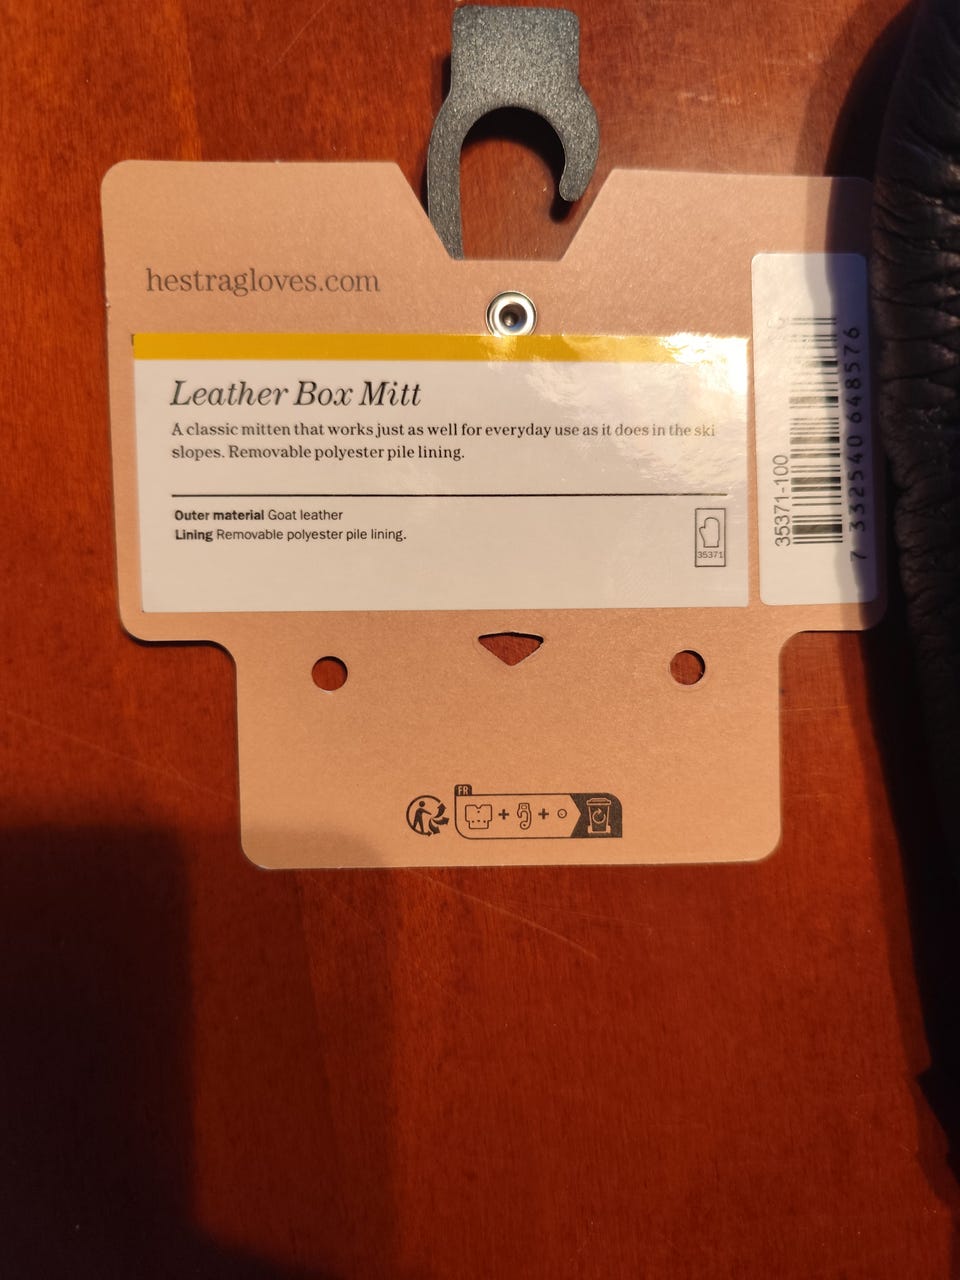 hestragloves.com
Leather Box Mitt
A classic mitten that works just as well for everyday use as it does in the ski
slopes. Removable polyester pile lining.
Outer material Goat leather
Lining Removable polyester pile lining.
35371
35371-100
7 332540 648576
FR